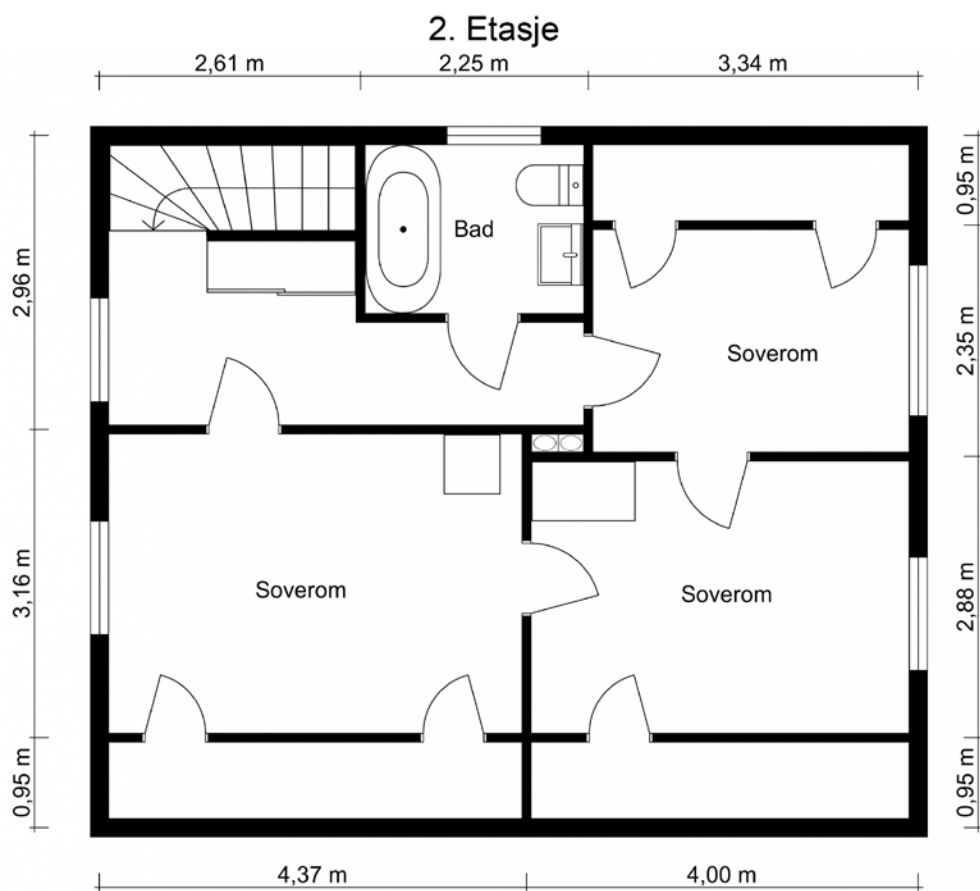 2. Etasje
2,61 m
2,25 m
3,34 m
0,95 m
2,96 m
Bad
2,35 m
Soverom
3,16 m
Soverom
Soverom
2,88 m
0,95 m
0,95 m
4,37 m
4,00 m